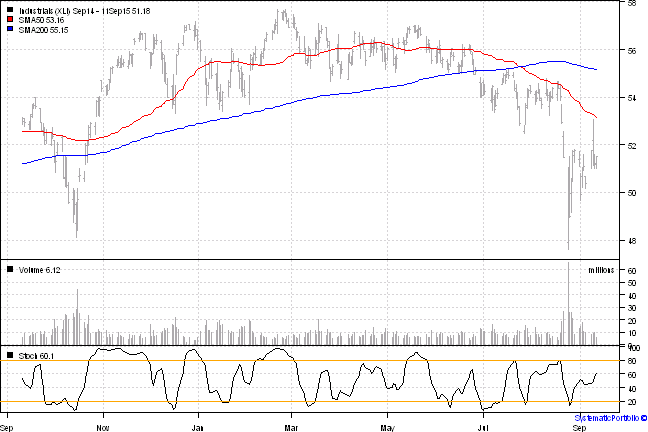 Industrials (XLI) Sep14 - 11Sep15 51.18
SMA50 53.16
SMA200 55.15
58
56
54
52
50
48
Volume 6.12
millions
60
50
40
30
20
10
0
Stoch 60.1
100
80
60
40
20
Sep
Nov
Jan
Mar
May
Jul
Sep
SystematicPortfolio ©